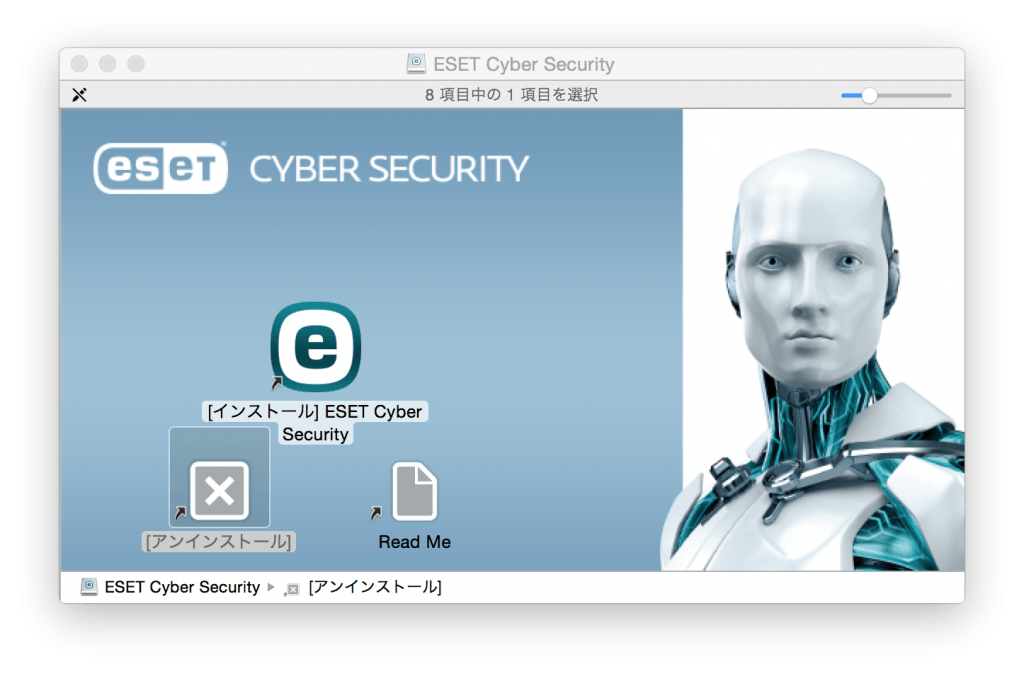 ESET Cyber Security
8 項目中の 1 項目を選択
eset CYBER SECURITY
e
[インストール] ESET Cyber
Security
[アンインストール]
Read Me
ESET Cyber Security ▸ [アンインストール]